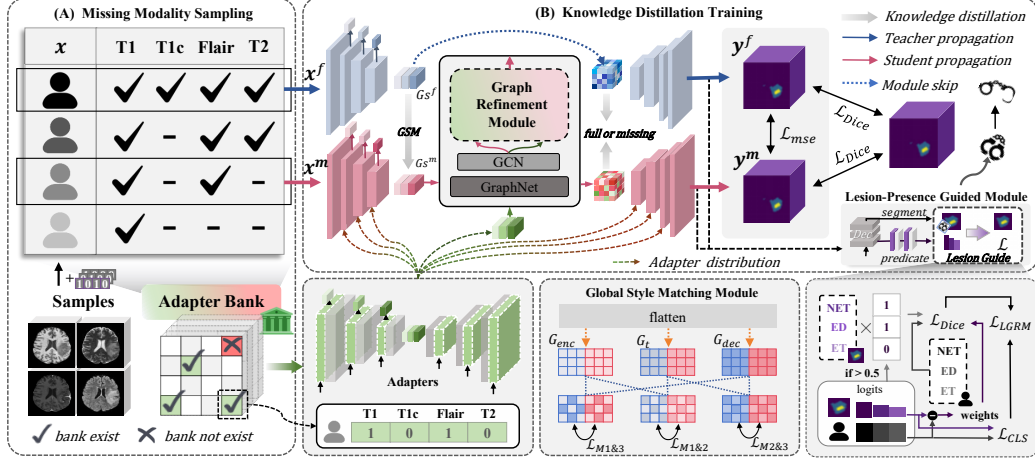 (A) Missing Modality Sampling
x T1 T1c Flair T2
x^f
x^m
Samples
+
1010
Adapter Bank
bank exist
bank not exist
(B) Knowledge Distillation Training
Knowledge distillation
Teacher propagation
Student propagation
Module skip
Gs^f
GSM
Gs^m
Graph
Refinement
Module
GCN
GraphNet
full or missing
y^f
ℒ_mse
y^m
ℒ_Dice
ℒ_Dice
Adapter distribution
Lesion-Presence Guided Module
Dec
segment
predicate
ℒ
Lesion Guide
Adapters
T1 T1c Flair T2
1 0 1 0
Global Style Matching Module
flatten
G_enc G_t G_dec
ℒ_M1&3 ℒ_M1&2 ℒ_M2&3
NET
ED
ET
×
1
1
0
if > 0.5
ℒ_Dice
ℒ_LGRM
NET
ED
ET
logits
weights
ℒ_CLS